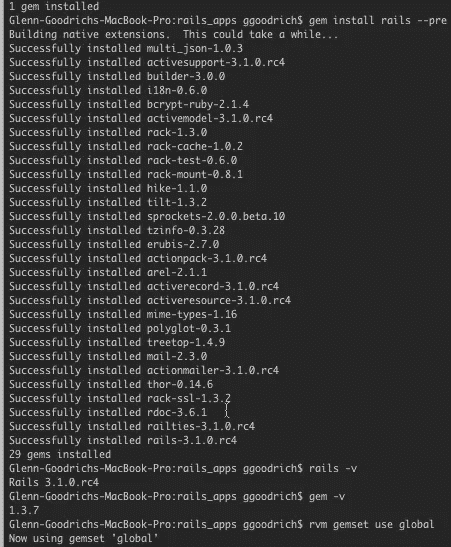 1 gem installed
Glenn-Goodrichs-MacBook-Pro:rails_apps ggoodrich$ gem install rails --pre
Building native extensions.  This could take a while...
Successfully installed multi_json-1.0.3
Successfully installed activesupport-3.1.0.rc4
Successfully installed builder-3.0.0
Successfully installed i18n-0.6.0
Successfully installed bcrypt-ruby-2.1.4
Successfully installed activemodel-3.1.0.rc4
Successfully installed rack-1.3.0
Successfully installed rack-cache-1.0.2
Successfully installed rack-test-0.6.0
Successfully installed rack-mount-0.8.1
Successfully installed hike-1.1.0
Successfully installed tilt-1.3.2
Successfully installed sprockets-2.0.0.beta.10
Successfully installed tzinfo-0.3.28
Successfully installed erubis-2.7.0
Successfully installed actionpack-3.1.0.rc4
Successfully installed arel-2.1.1
Successfully installed activerecord-3.1.0.rc4
Successfully installed activeresource-3.1.0.rc4
Successfully installed mime-types-1.16
Successfully installed polyglot-0.3.1
Successfully installed treetop-1.4.9
Successfully installed mail-2.3.0
Successfully installed actionmailer-3.1.0.rc4
Successfully installed thor-0.14.6
Successfully installed rack-ssl-1.3.2
Successfully installed rdoc-3.6.1
Successfully installed railties-3.1.0.rc4
Successfully installed rails-3.1.0.rc4
29 gems installed
Glenn-Goodrichs-MacBook-Pro:rails_apps ggoodrich$ rails -v
Rails 3.1.0.rc4
Glenn-Goodrichs-MacBook-Pro:rails_apps ggoodrich$ gem -v
1.3.7
Glenn-Goodrichs-MacBook-Pro:rails_apps ggoodrich$ rvm gemset use global
Now using gemset 'global'